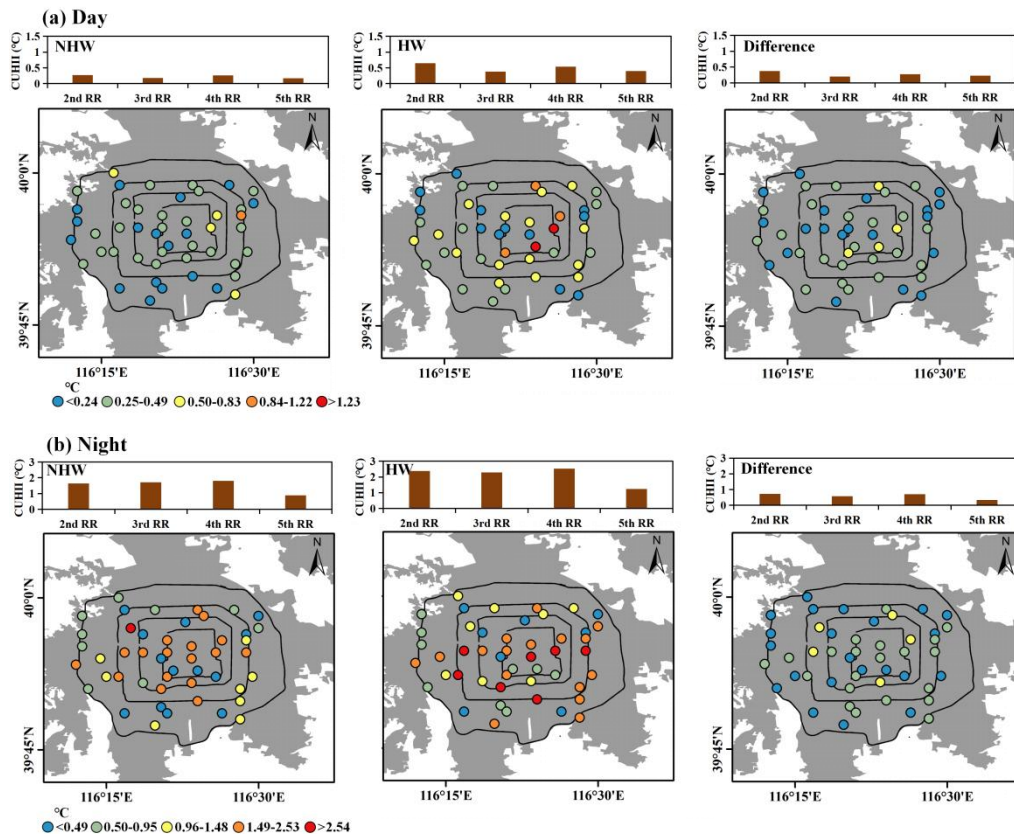 (a) Day
CUHII (℃)
1.5
1
0.5
0
NHW
2nd RR 3rd RR 4th RR 5th RR
CUHII (℃)
1.5
1
0.5
0
HW
2nd RR 3rd RR 4th RR 5th RR
CUHII (℃)
1.5
1
0.5
0
Difference
2nd RR 3rd RR 4th RR 5th RR
N
N
N
40°0'N
39°45'N
40°0'N
39°45'N
40°0'N
39°45'N
116°15'E 116°30'E
116°15'E 116°30'E
116°15'E 116°30'E
℃
<0.24 0.25-0.49 0.50-0.83 0.84-1.22 >1.23
(b) Night
CUHII (℃)
3
2
1
0
NHW
2nd RR 3rd RR 4th RR 5th RR
CUHII (℃)
3
2
1
0
HW
2nd RR 3rd RR 4th RR 5th RR
CUHII (℃)
3
2
1
0
Difference
2nd RR 3rd RR 4th RR 5th RR
N
N
N
40°0'N
39°45'N
40°0'N
39°45'N
40°0'N
39°45'N
116°15'E 116°30'E
116°15'E 116°30'E
116°15'E 116°30'E
℃
<0.49 0.50-0.95 0.96-1.48 1.49-2.53 >2.54